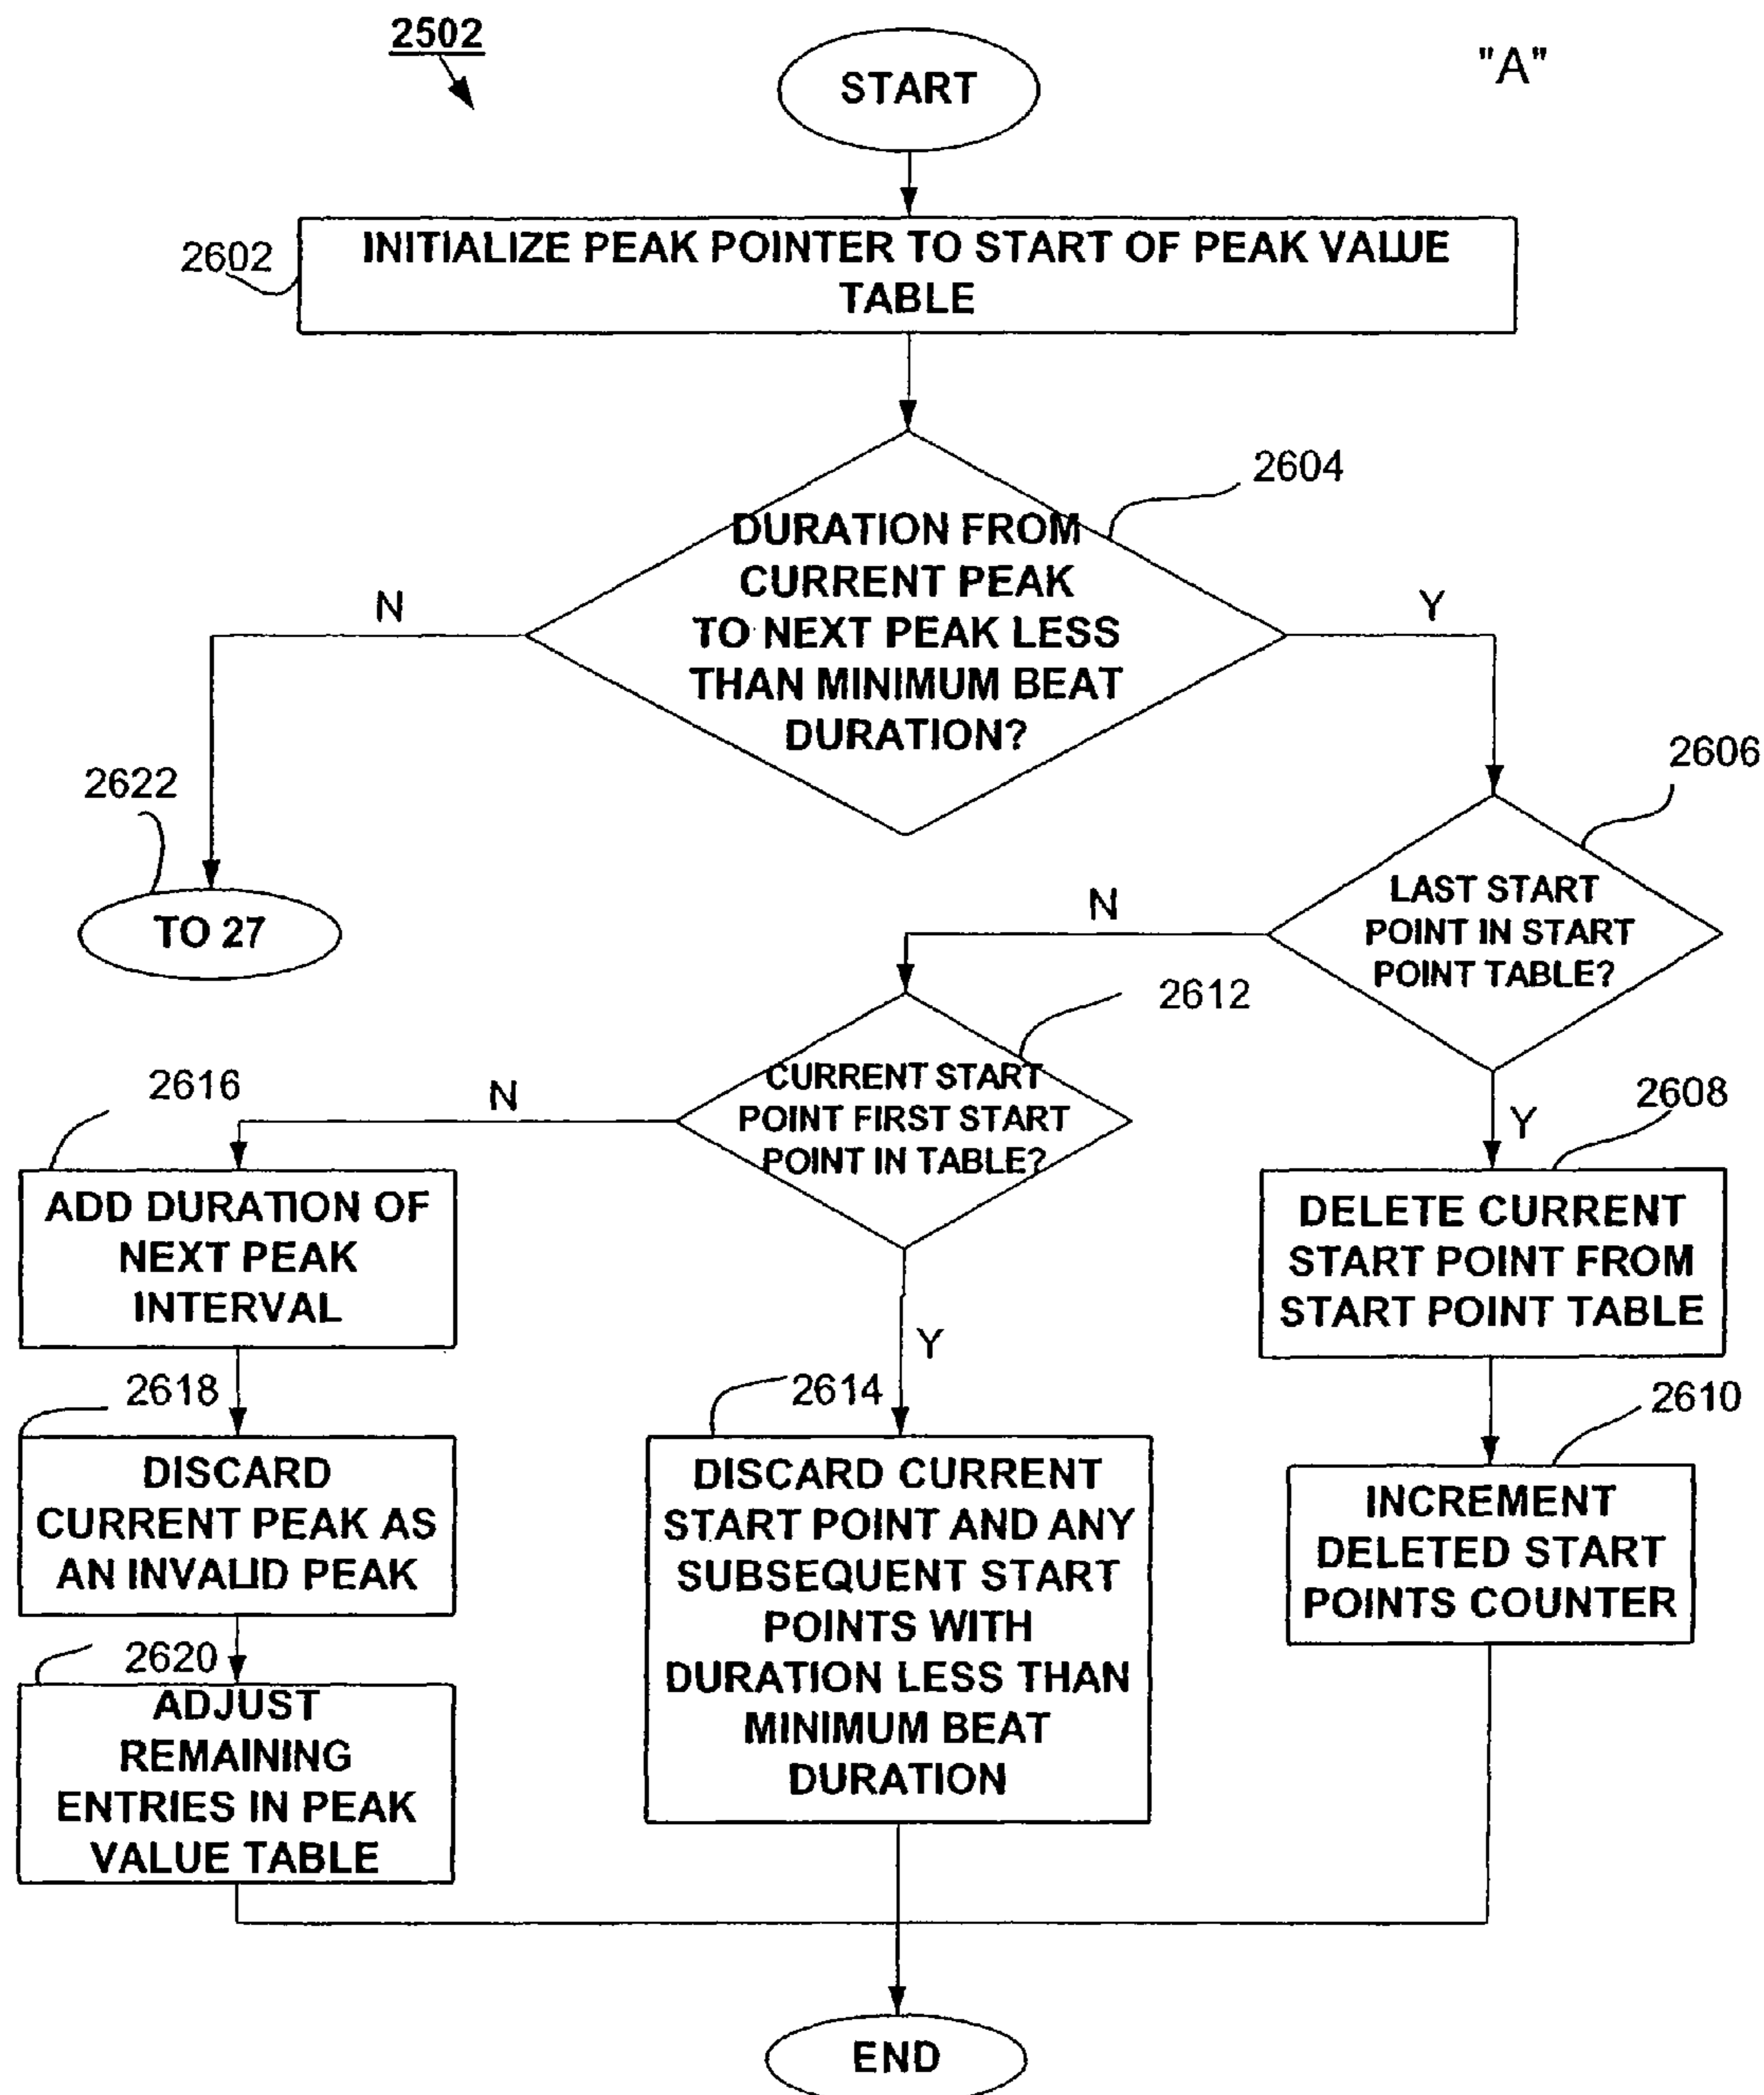 2502
"A"
START
2602
INITIALIZE PEAK POINTER TO START OF PEAK VALUE
TABLE
2604
DURATION FROM
CURRENT PEAK
TO NEXT PEAK LESS
THAN MINIMUM BEAT
DURATION?
N
Y
2622
TO 27
2606
LAST START
POINT IN START
POINT TABLE?
N
Y
2612
CURRENT START
POINT FIRST START
POINT IN TABLE?
N
Y
2616
ADD DURATION OF
NEXT PEAK
INTERVAL
2608
DELETE CURRENT
START POINT FROM
START POINT TABLE
2618
DISCARD
CURRENT PEAK AS
AN INVALID PEAK
2614
DISCARD CURRENT
START POINT AND ANY
SUBSEQUENT START
POINTS WITH
DURATION LESS THAN
MINIMUM BEAT
DURATION
2610
INCREMENT
DELETED START
POINTS COUNTER
2620
ADJUST
REMAINING
ENTRIES IN PEAK
VALUE TABLE
END